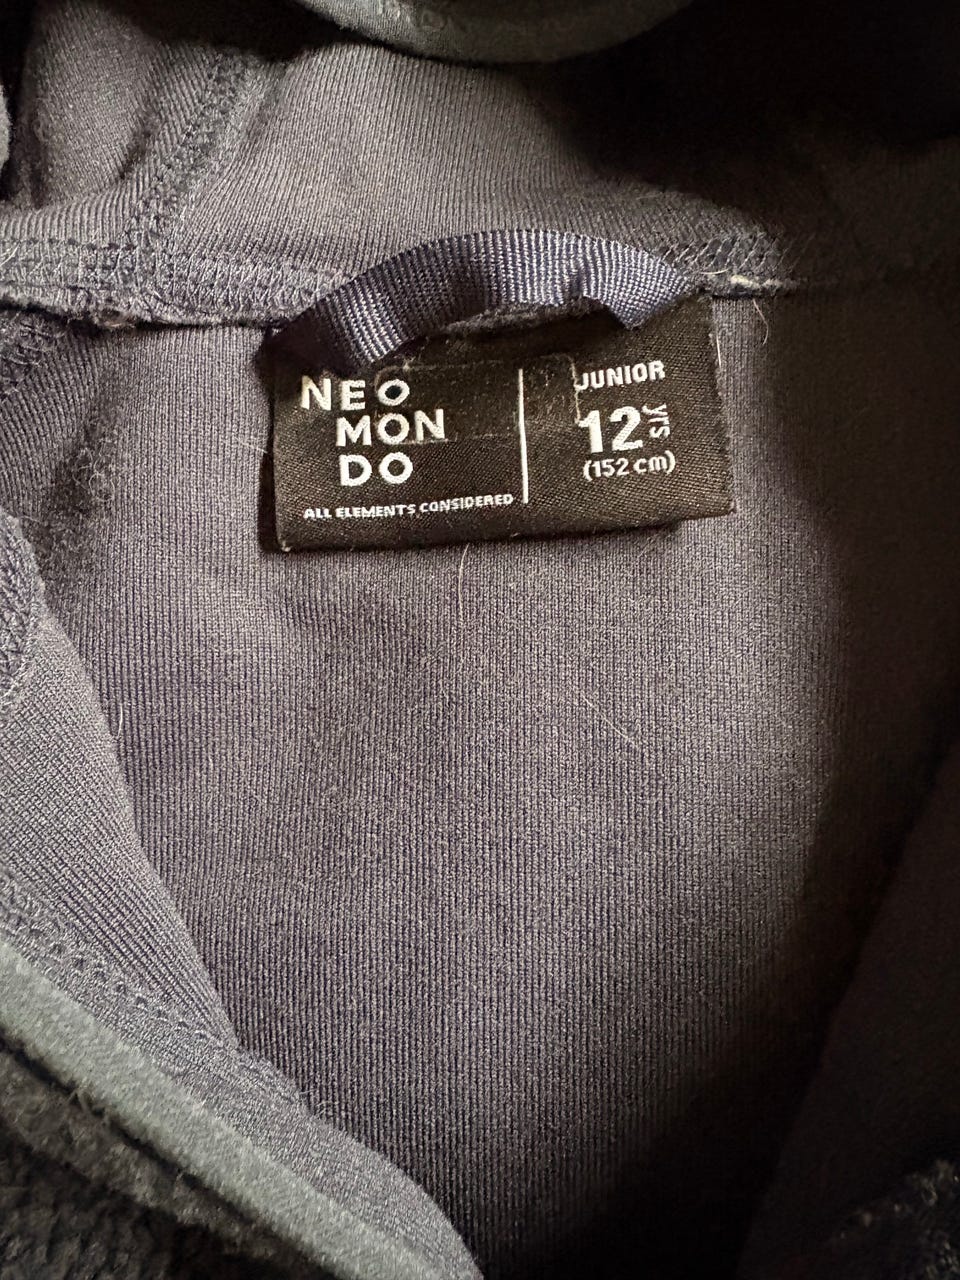 NEO
MON
DO
ALL ELEMENTS CONSIDERED
JUNIOR
12 YRS
(152 cm)